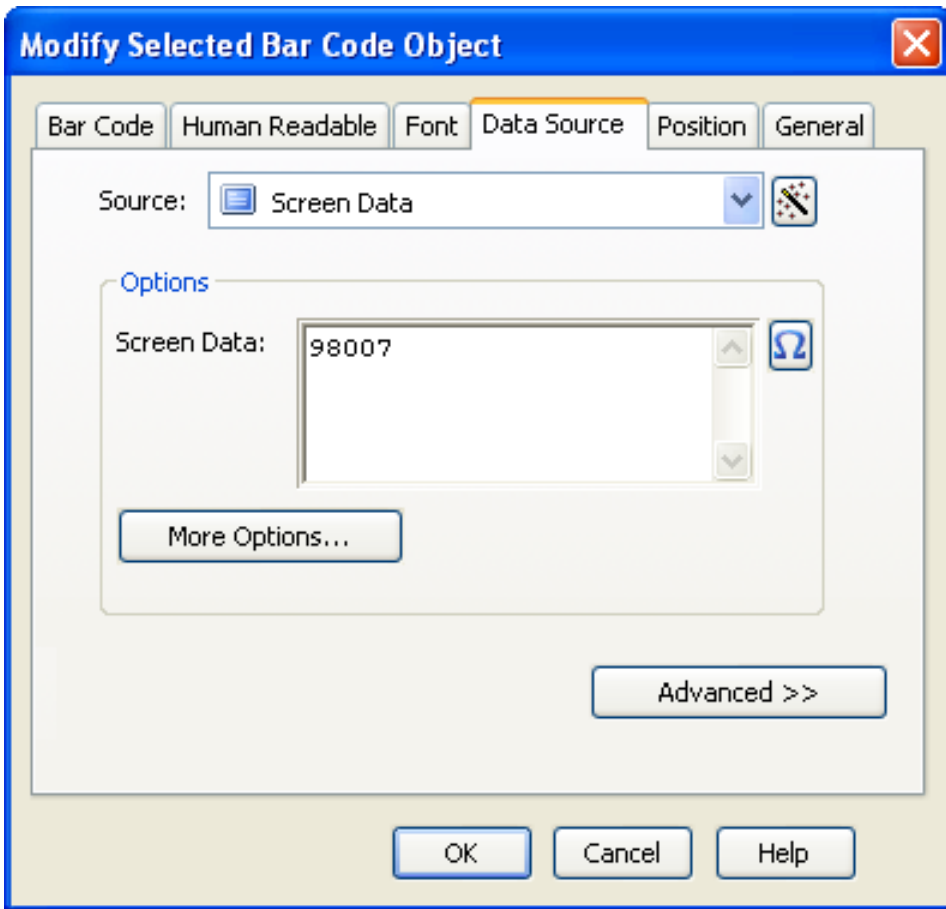 Modify Selected Bar Code Object
Bar Code Human Readable Font Data Source Position General
Source: Screen Data
Options
Screen Data: 98007
Ω
More Options...
Advanced >>
OK Cancel Help